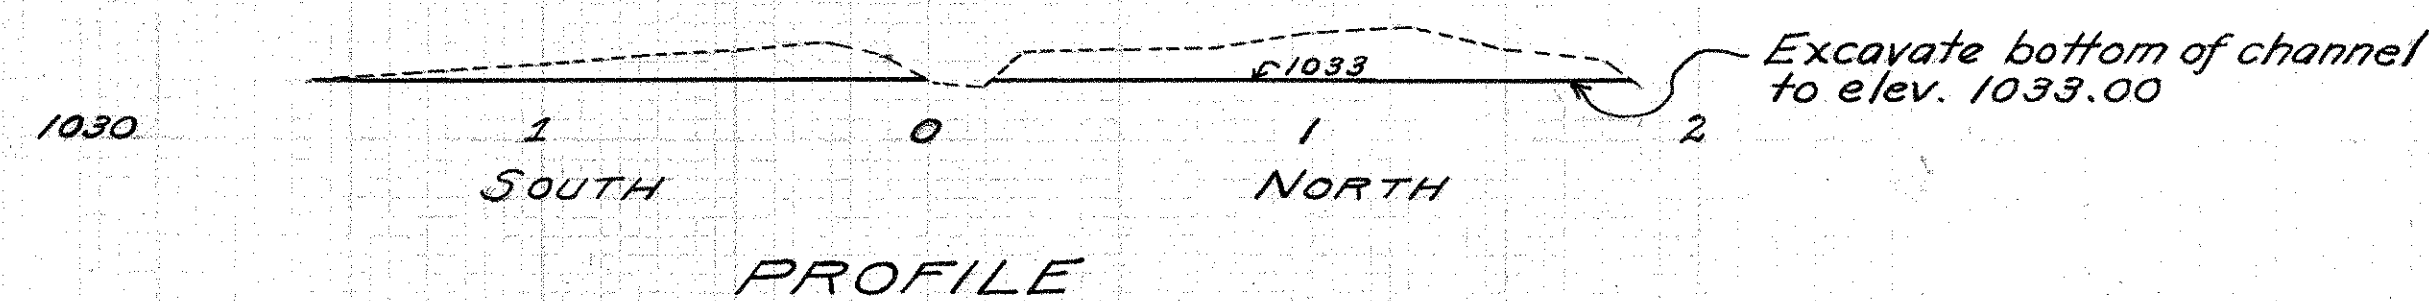 1033
Excavate bottom of channel
to elev. 1033.00
1030 1 0 1 2
SOUTH NORTH
PROFILE